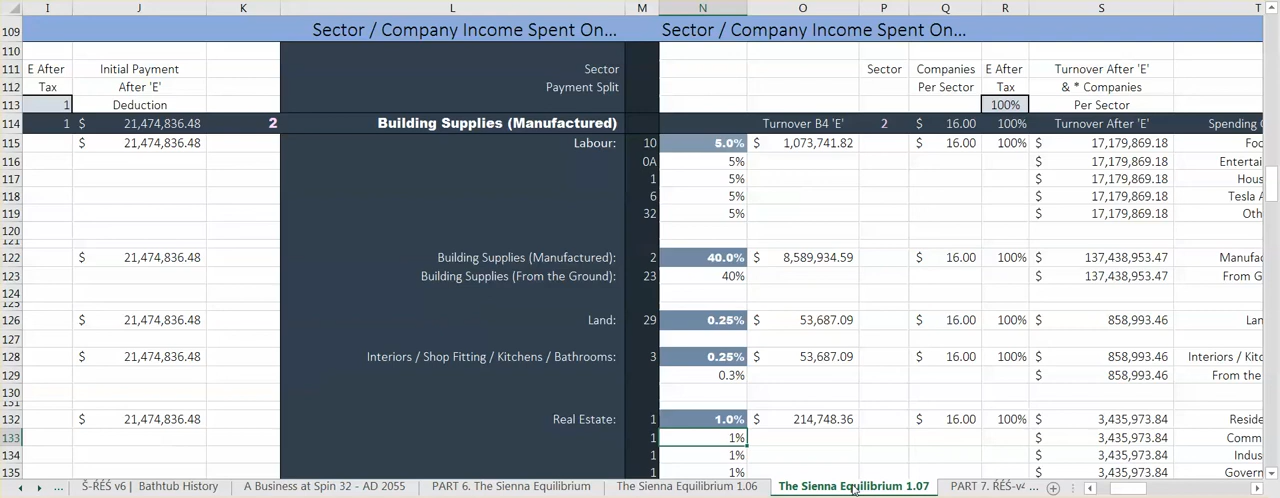 I J K L M N O P Q R S T
109 Sector / Company Income Spent On... Sector / Company Income Spent On...
110
111 E After Initial Payment Sector Sector Companies E After Turnover After 'E'
112 Tax After 'E' Payment Split Per Sector Tax & * Companies
113 1 Deduction 100% Per Sector
114 1 $ 21,474,836.48 2 Building Supplies (Manufactured) Turnover B4 'E' 2 $ 16.00 100% Turnover After 'E' Spending
115 $ 21,474,836.48 Labour: 10 5.0% $ 1,073,741.82 $ 16.00 100% $ 17,179,869.18 Foo
116 0A 5% $ 17,179,869.18 Entertai
117 1 5% $ 17,179,869.18 Hous
118 6 5% $ 17,179,869.18 Tesla A
119 32 5% $ 17,179,869.18 Oth
120
121
122 $ 21,474,836.48 Building Supplies (Manufactured): 2 40.0% $ 8,589,934.59 $ 16.00 100% $ 137,438,953.47 Manufac
123 Building Supplies (From the Ground): 23 40% $ 137,438,953.47 From G
124
125
126 $ 21,474,836.48 Land: 29 0.25% $ 53,687.09 $ 16.00 100% $ 858,993.46 Lan
127
128 $ 21,474,836.48 Interiors / Shop Fitting / Kitchens / Bathrooms: 3 0.25% $ 53,687.09 $ 16.00 100% $ 858,993.46 Interiors / Kitc
129 0.3% $ 858,993.46 From the
130
131
132 $ 21,474,836.48 Real Estate: 1 1.0% $ 214,748.36 $ 16.00 100% $ 3,435,973.84 Reside
133 1 1% $ 3,435,973.84 Comm
134 1 1% $ 3,435,973.84 Indus
135 1 1% $ 3,435,973.84 Govern
... Š-RÉS v6 | Bathtub History A Business at Spin 32 - AD 2055 PART 6. The Sienna Equilibrium The Sienna Equilibrium 1.06 The Sienna Equilibrium 1.07 PART 7. ŔÉS-v4 ...